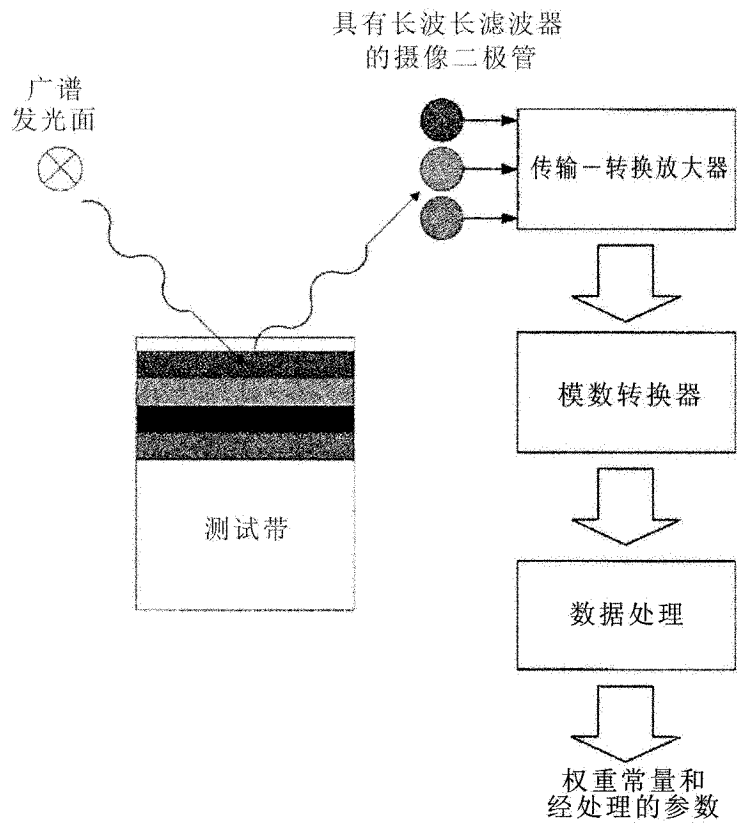 具有长波长滤波器
的摄像二极管
广谱
发光面
传输一转换放大器
模数转换器
测试带
数据处理
权重常量和
经处理的参数